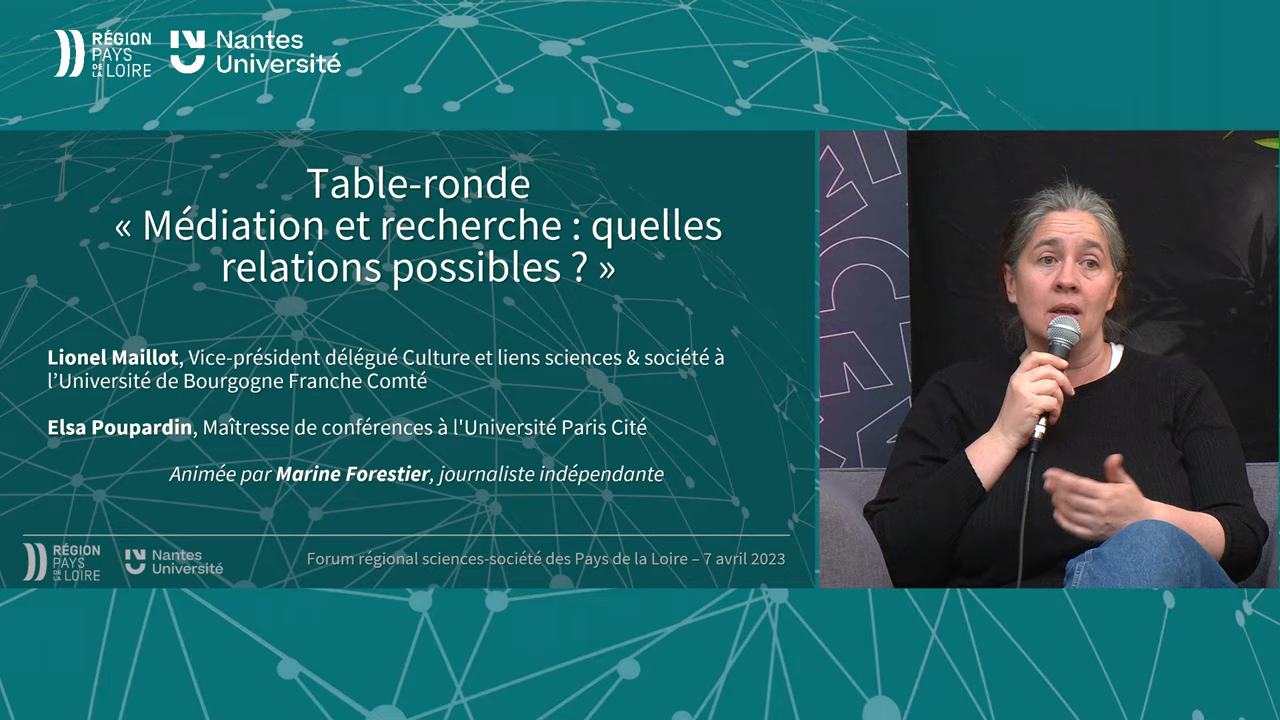 RÉGION
PAYS
DE LA LOIRE
Nantes
Université
Table-ronde
« Médiation et recherche : quelles
relations possibles ? »
Lionel Maillot, Vice-président délégué Culture et liens sciences & société à
l’Université de Bourgogne Franche Comté
Elsa Poupardin, Maîtresse de conférences à l'Université Paris Cité
Animée par Marine Forestier, journaliste indépendante
RÉGION
PAYS
DE LA LOIRE
Nantes
Université
Forum régional sciences-société des Pays de la Loire – 7 avril 2023